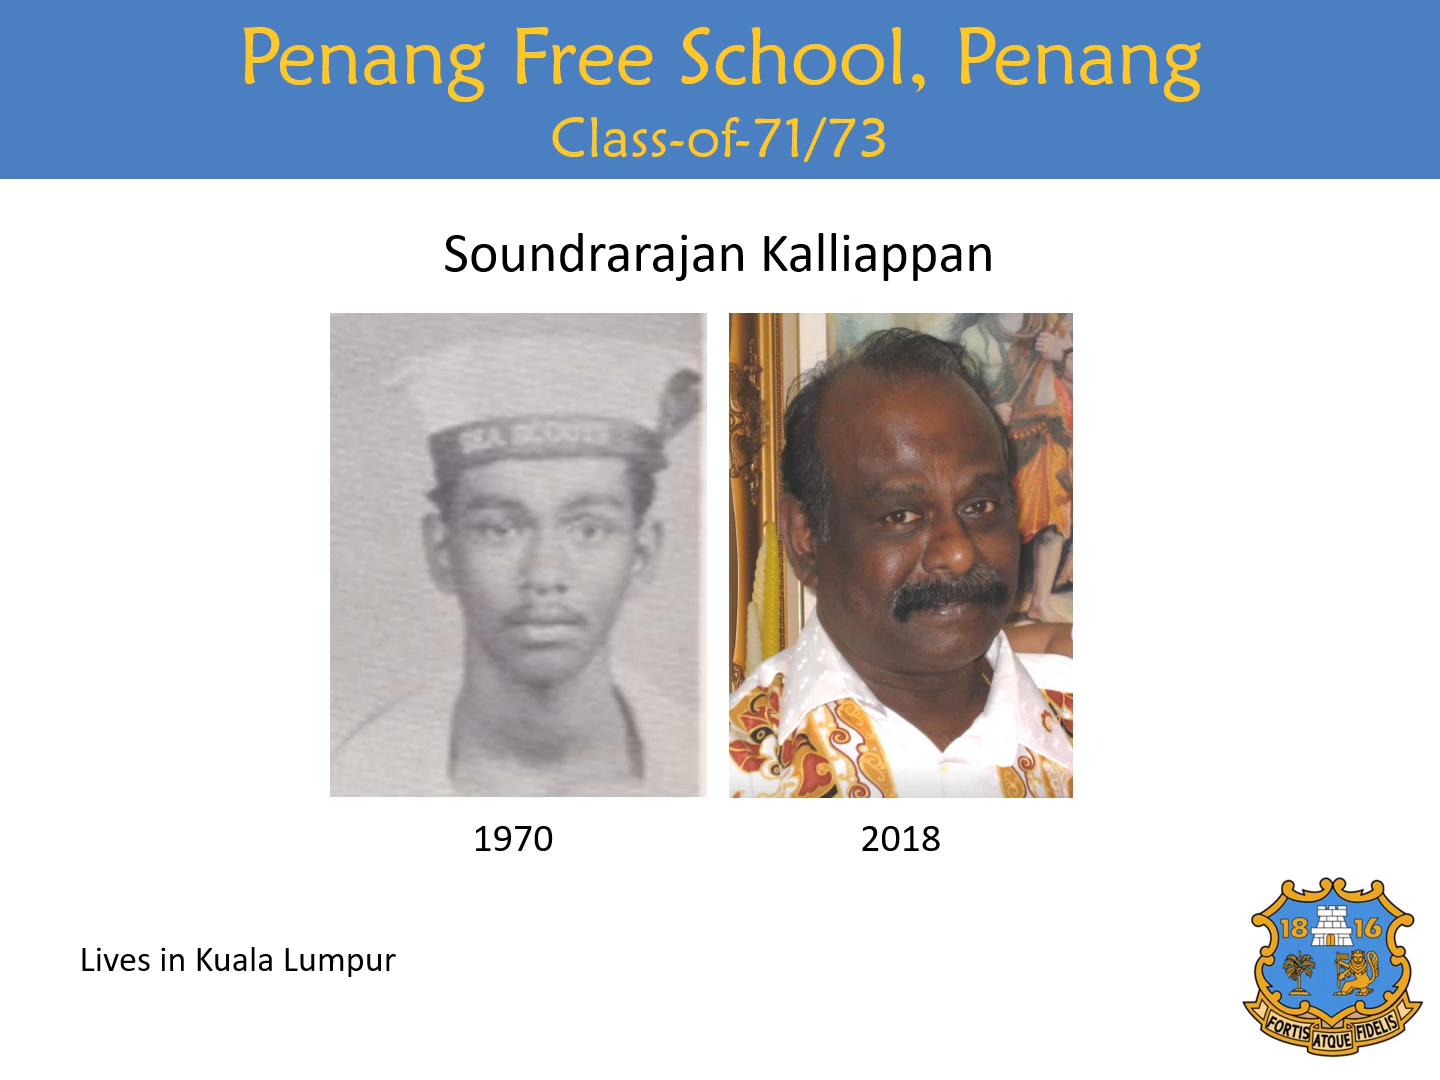 Penang Free School, Penang
Class-of-71/73
Soundrarajan Kalliappan
SEA SCOUTS
1970 2018
Lives in Kuala Lumpur
18 16
FORTIS ATQUE FIDELIS